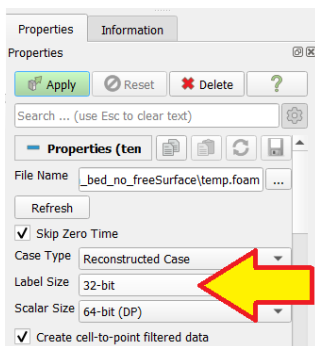 Properties Information
Properties
Apply Reset Delete ?
Search ... (use Esc to clear text)
Properties (ten
File Name _bed_no_freeSurface\temp.foam ...
Refresh
Skip Zero Time
Case Type Reconstructed Case
Label Size 32-bit
Scalar Size 64-bit (DP)
Create cell-to-point filtered data